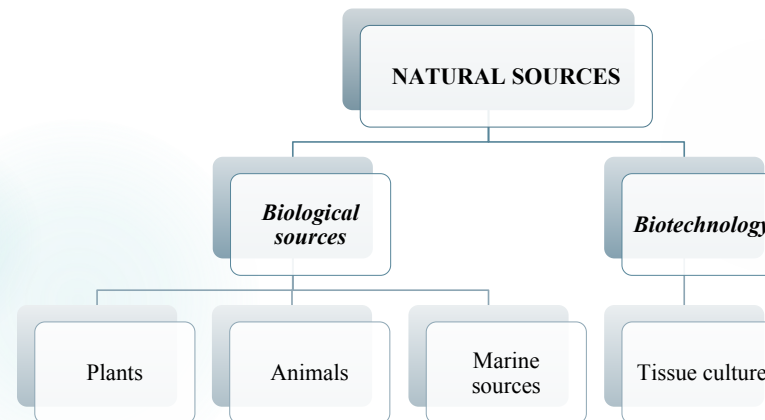 NATURAL SOURCES
Biological
sources
Biotechnology
Plants
Animals
Marine
sources
Tissue culture